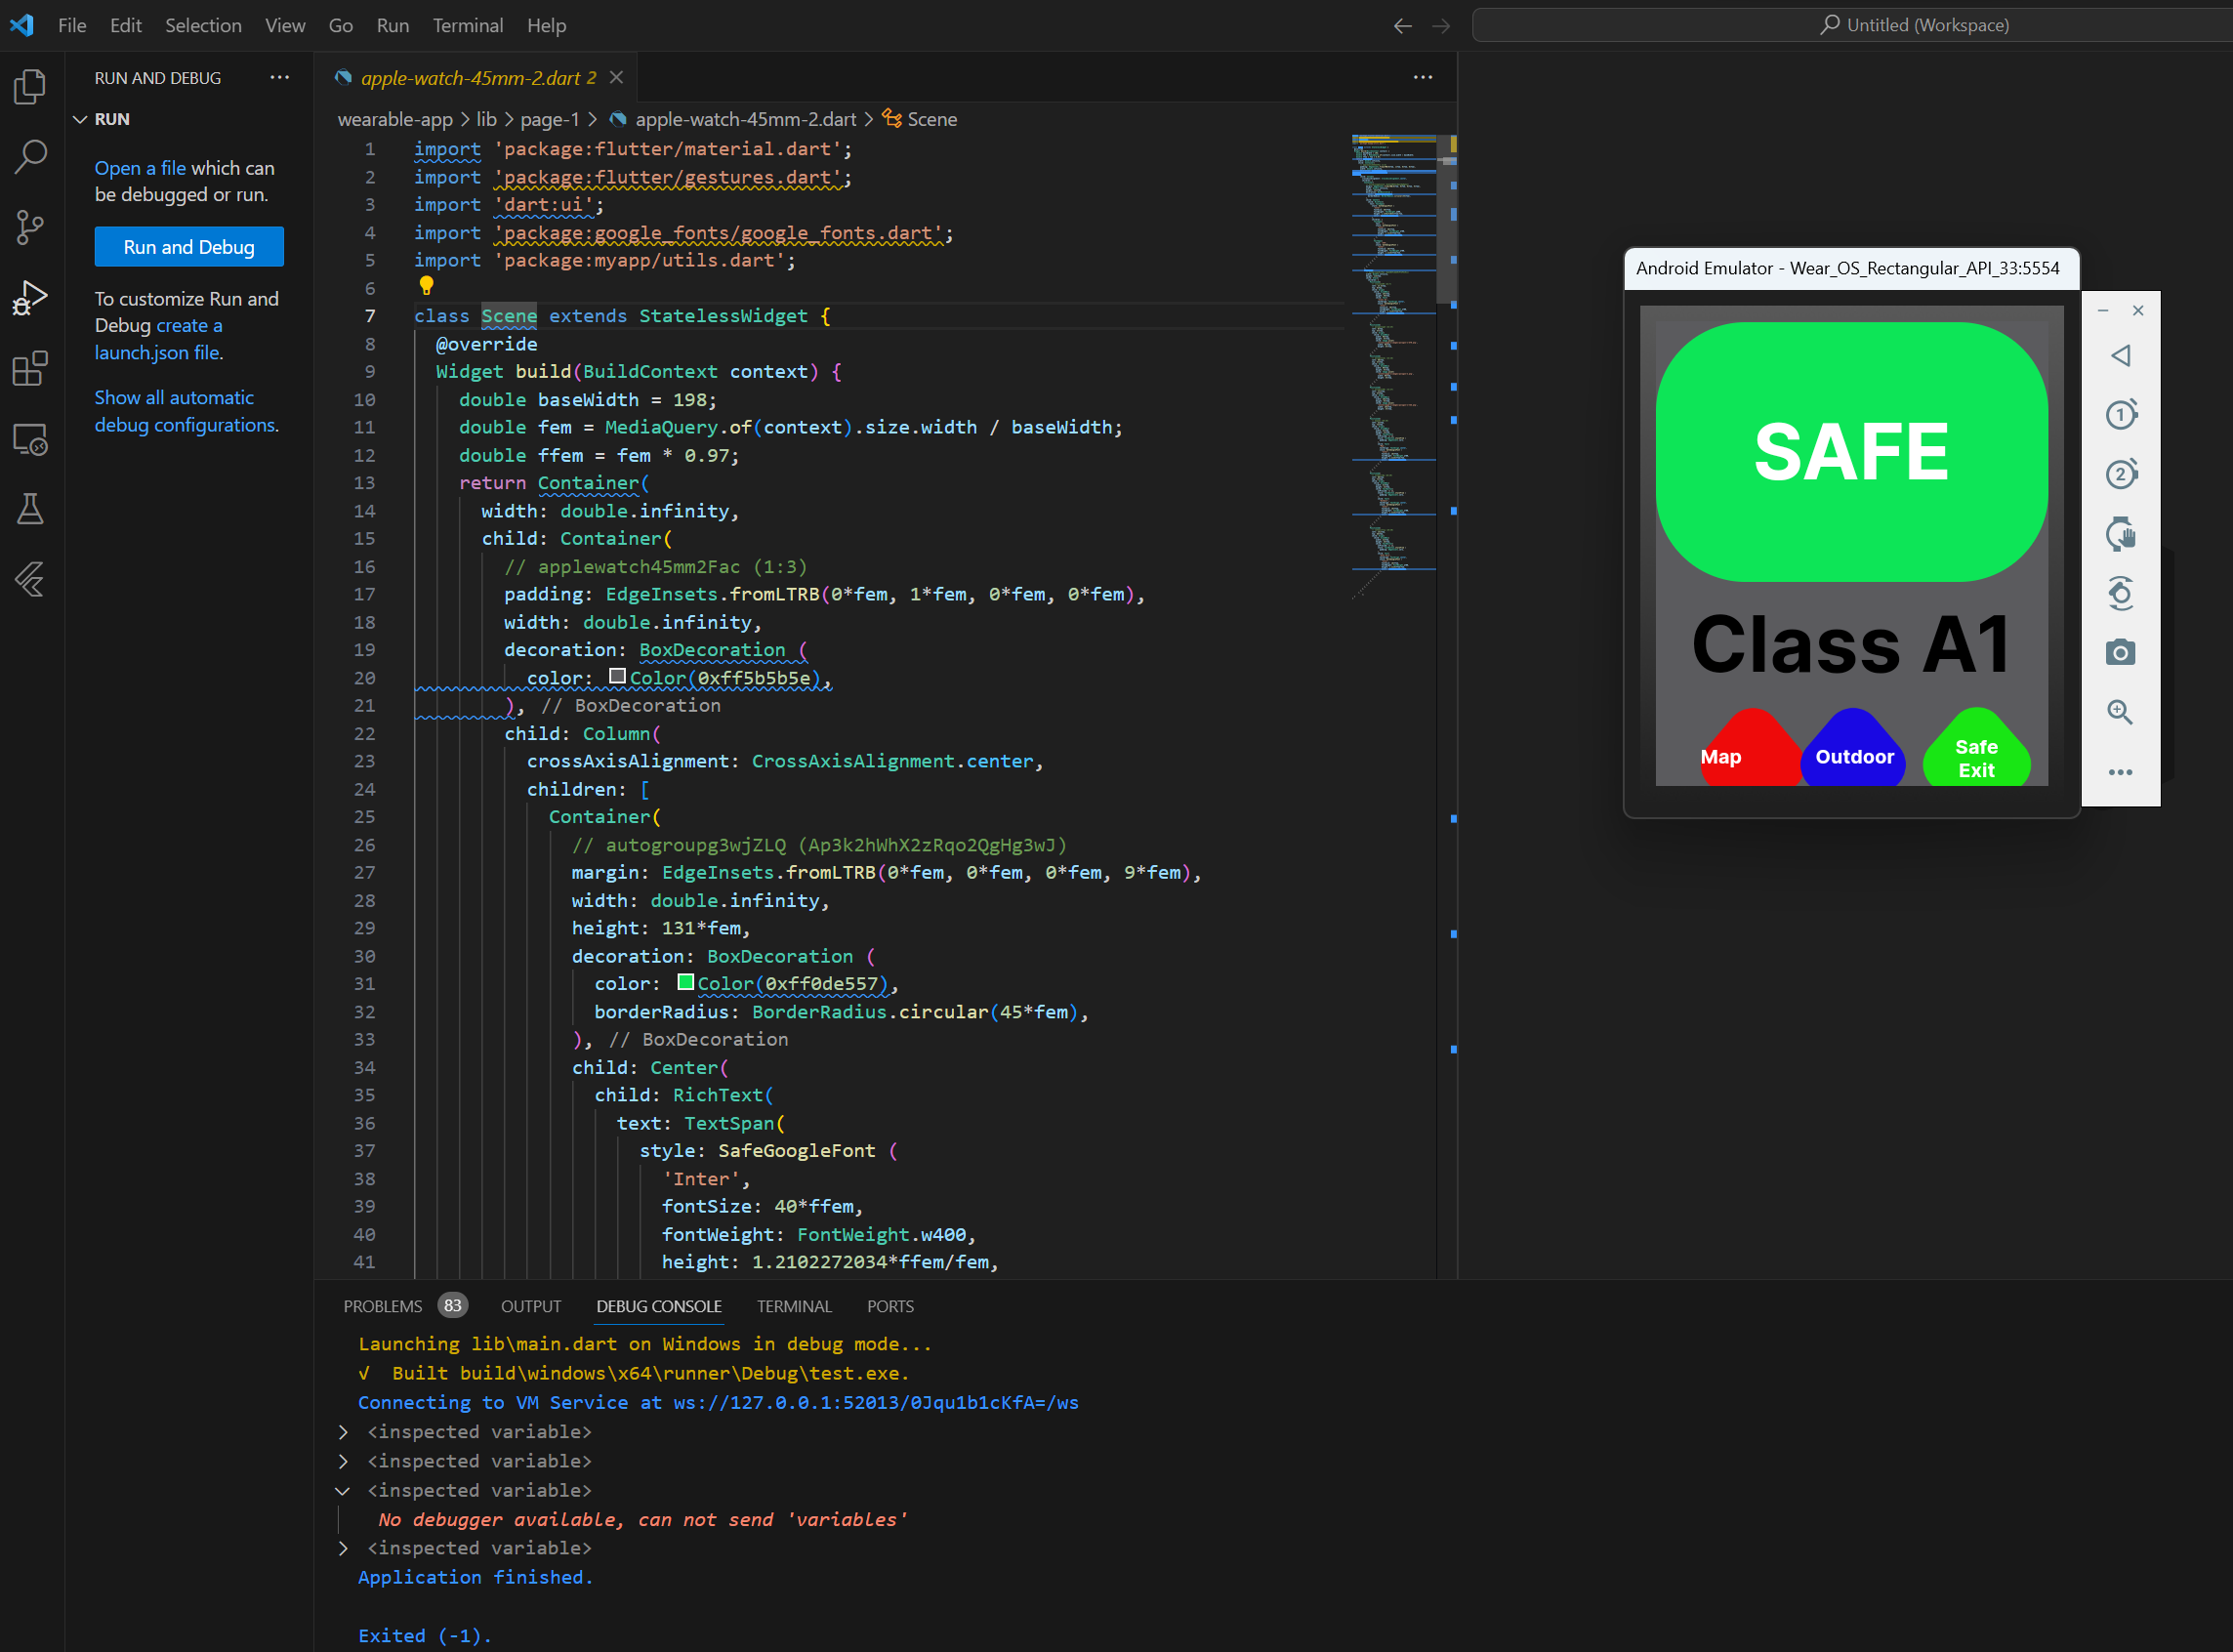 File Edit Selection View Go Run Terminal Help
Untitled (Workspace)
RUN AND DEBUG
RUN
Open a file which can
be debugged or run.
Run and Debug
To customize Run and
Debug create a
launch.json file.
Show all automatic
debug configurations.
apple-watch-45mm-2.dart 2
wearable-app > lib > page-1 > apple-watch-45mm-2.dart > Scene
1 import 'package:flutter/material.dart';
2 import 'package:flutter/gestures.dart';
3 import 'dart:ui';
4 import 'package:google_fonts/google_fonts.dart';
5 import 'package:myapp/utils.dart';
6
7 class Scene extends StatelessWidget {
8 @override
9 Widget build(BuildContext context) {
10 double baseWidth = 198;
11 double fem = MediaQuery.of(context).size.width / baseWidth;
12 double ffem = fem * 0.97;
13 return Container(
14 width: double.infinity,
15 child: Container(
16 // applewatch45mm2Fac (1:3)
17 padding: EdgeInsets.fromLTRB(0*fem, 1*fem, 0*fem, 0*fem),
18 width: double.infinity,
19 decoration: BoxDecoration (
20 color: Color(0xff5b5b5e),
21 ), // BoxDecoration
22 child: Column(
23 crossAxisAlignment: CrossAxisAlignment.center,
24 children: [
25 Container(
26 // autogroupg3wjZLQ (Ap3k2hWhX2zRqo2QgHg3wJ)
27 margin: EdgeInsets.fromLTRB(0*fem, 0*fem, 0*fem, 9*fem),
28 width: double.infinity,
29 height: 131*fem,
30 decoration: BoxDecoration (
31 color: Color(0xff0de557),
32 borderRadius: BorderRadius.circular(45*fem),
33 ), // BoxDecoration
34 child: Center(
35 child: RichText(
36 text: TextSpan(
37 style: SafeGoogleFont (
38 'Inter',
39 fontSize: 40*ffem,
40 fontWeight: FontWeight.w400,
41 height: 1.2102272034*ffem/fem,
Android Emulator - Wear_OS_Rectangular_API_33:5554
SAFE
Class A1
Map
Outdoor
Safe
Exit
1
2
PROBLEMS 83 OUTPUT DEBUG CONSOLE TERMINAL PORTS
Launching lib\main.dart on Windows in debug mode...
√ Built build\windows\x64\runner\Debug\test.exe.
Connecting to VM Service at ws://127.0.0.1:52013/0Jqu1b1cKfA=/ws
<inspected variable>
<inspected variable>
<inspected variable>
No debugger available, can not send 'variables'
<inspected variable>
Application finished.
Exited (-1).